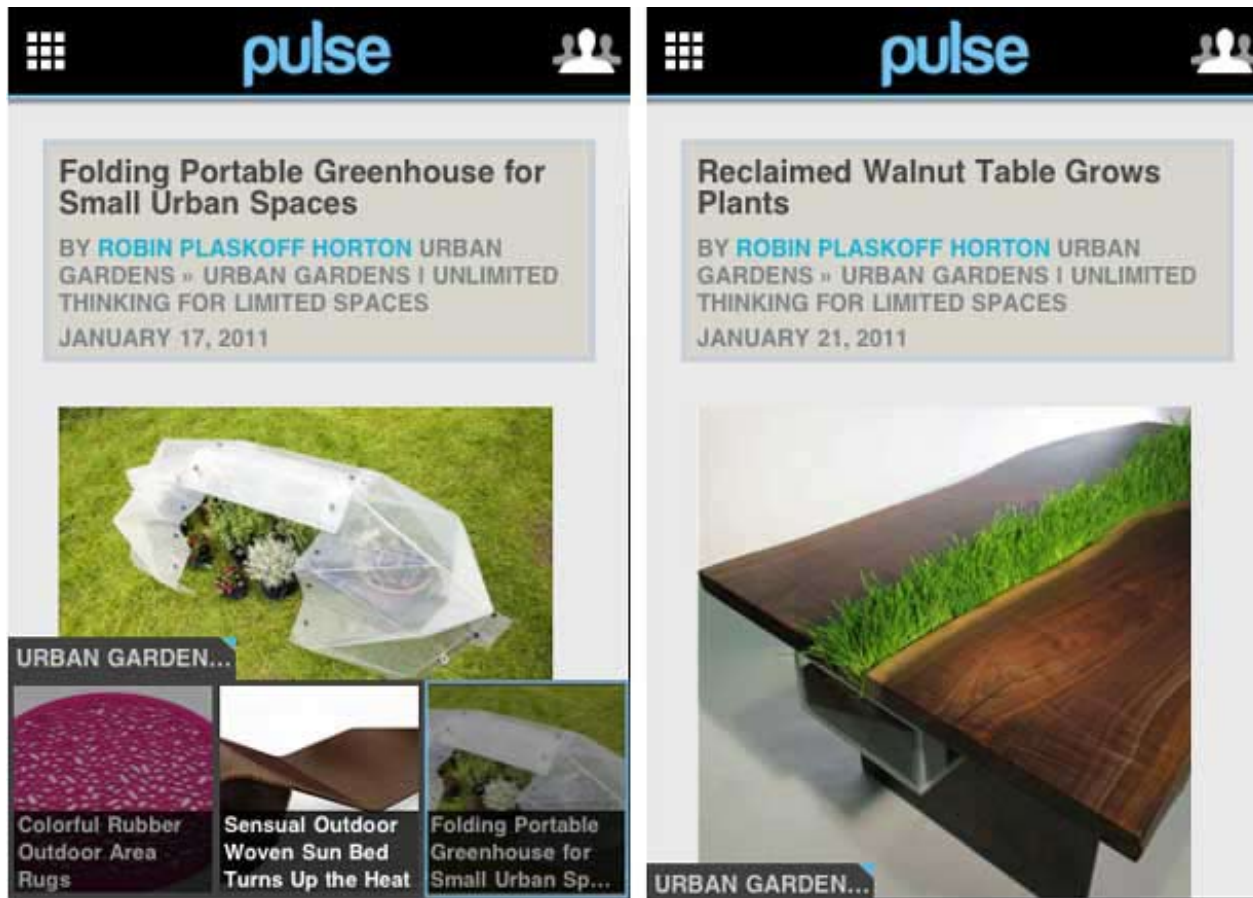 pulse
Folding Portable Greenhouse for
Small Urban Spaces
BY ROBIN PLASKOFF HORTON URBAN
GARDENS » URBAN GARDENS | UNLIMITED
THINKING FOR LIMITED SPACES
JANUARY 17, 2011
URBAN GARDEN...
Colorful Rubber
Outdoor Area
Rugs
Sensual Outdoor
Woven Sun Bed
Turns Up the Heat
Folding Portable
Greenhouse for
Small Urban Sp...
pulse
Reclaimed Walnut Table Grows
Plants
BY ROBIN PLASKOFF HORTON URBAN
GARDENS » URBAN GARDENS | UNLIMITED
THINKING FOR LIMITED SPACES
JANUARY 21, 2011
URBAN GARDEN...